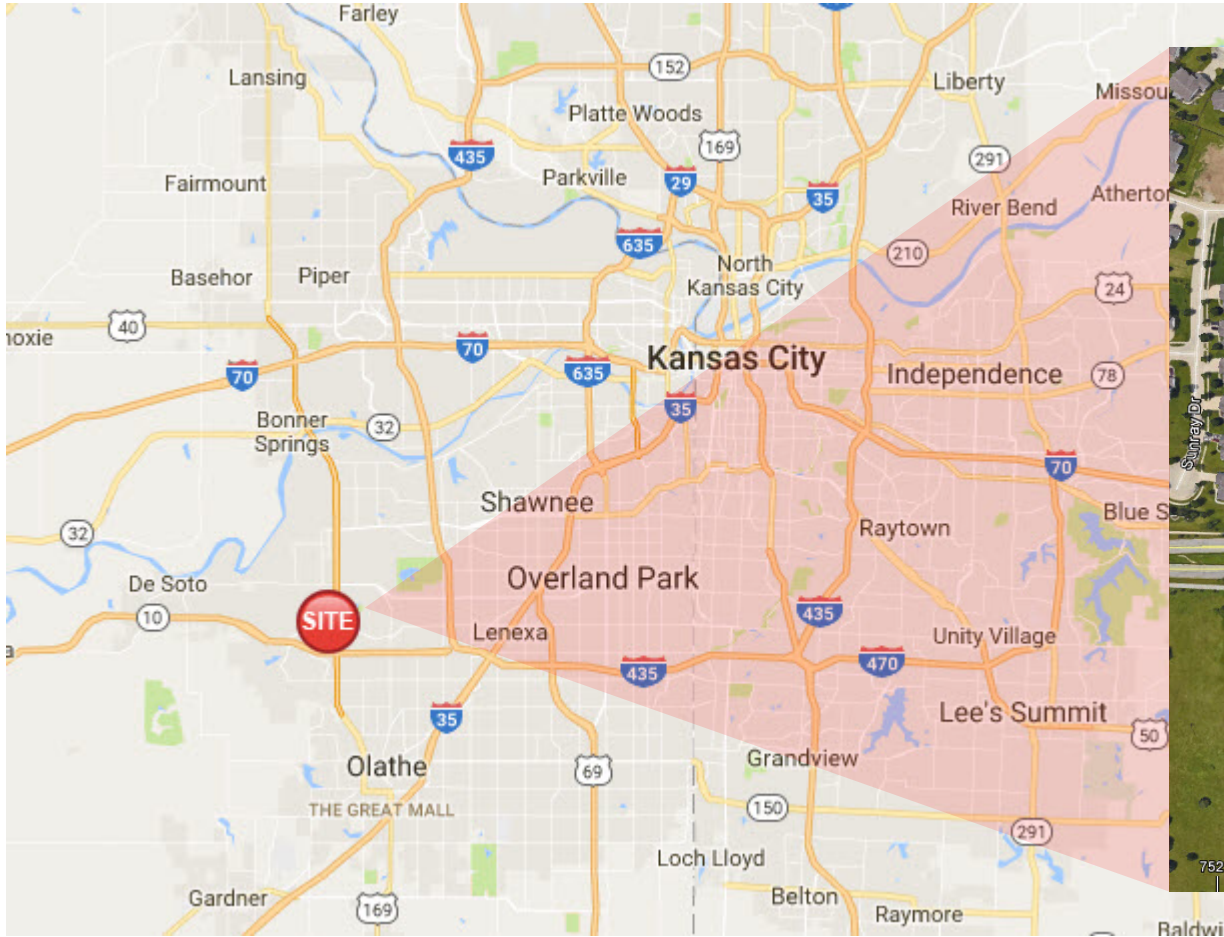 Farley
152
Lansing
Liberty
Missou
Platte Woods
169
435
291
Fairmount
Parkville
29
35
Atherton
River Bend
635
210
North
Kansas City
Basehor
Piper
24
40
noxie
70
Kansas City
70
635
Independence
78
35
Bonner
Springs
32
70
Sunray Dr
Shawnee
Blue S
32
Raytown
De Soto
Overland Park
10
SITE
435
Lenexa
Unity Village
a
435
470
35
Lee's Summit
50
Olathe
69
Grandview
THE GREAT MALL
150
291
Loch Lloyd
752
Gardner
Belton
169
Raymore
Baldwi